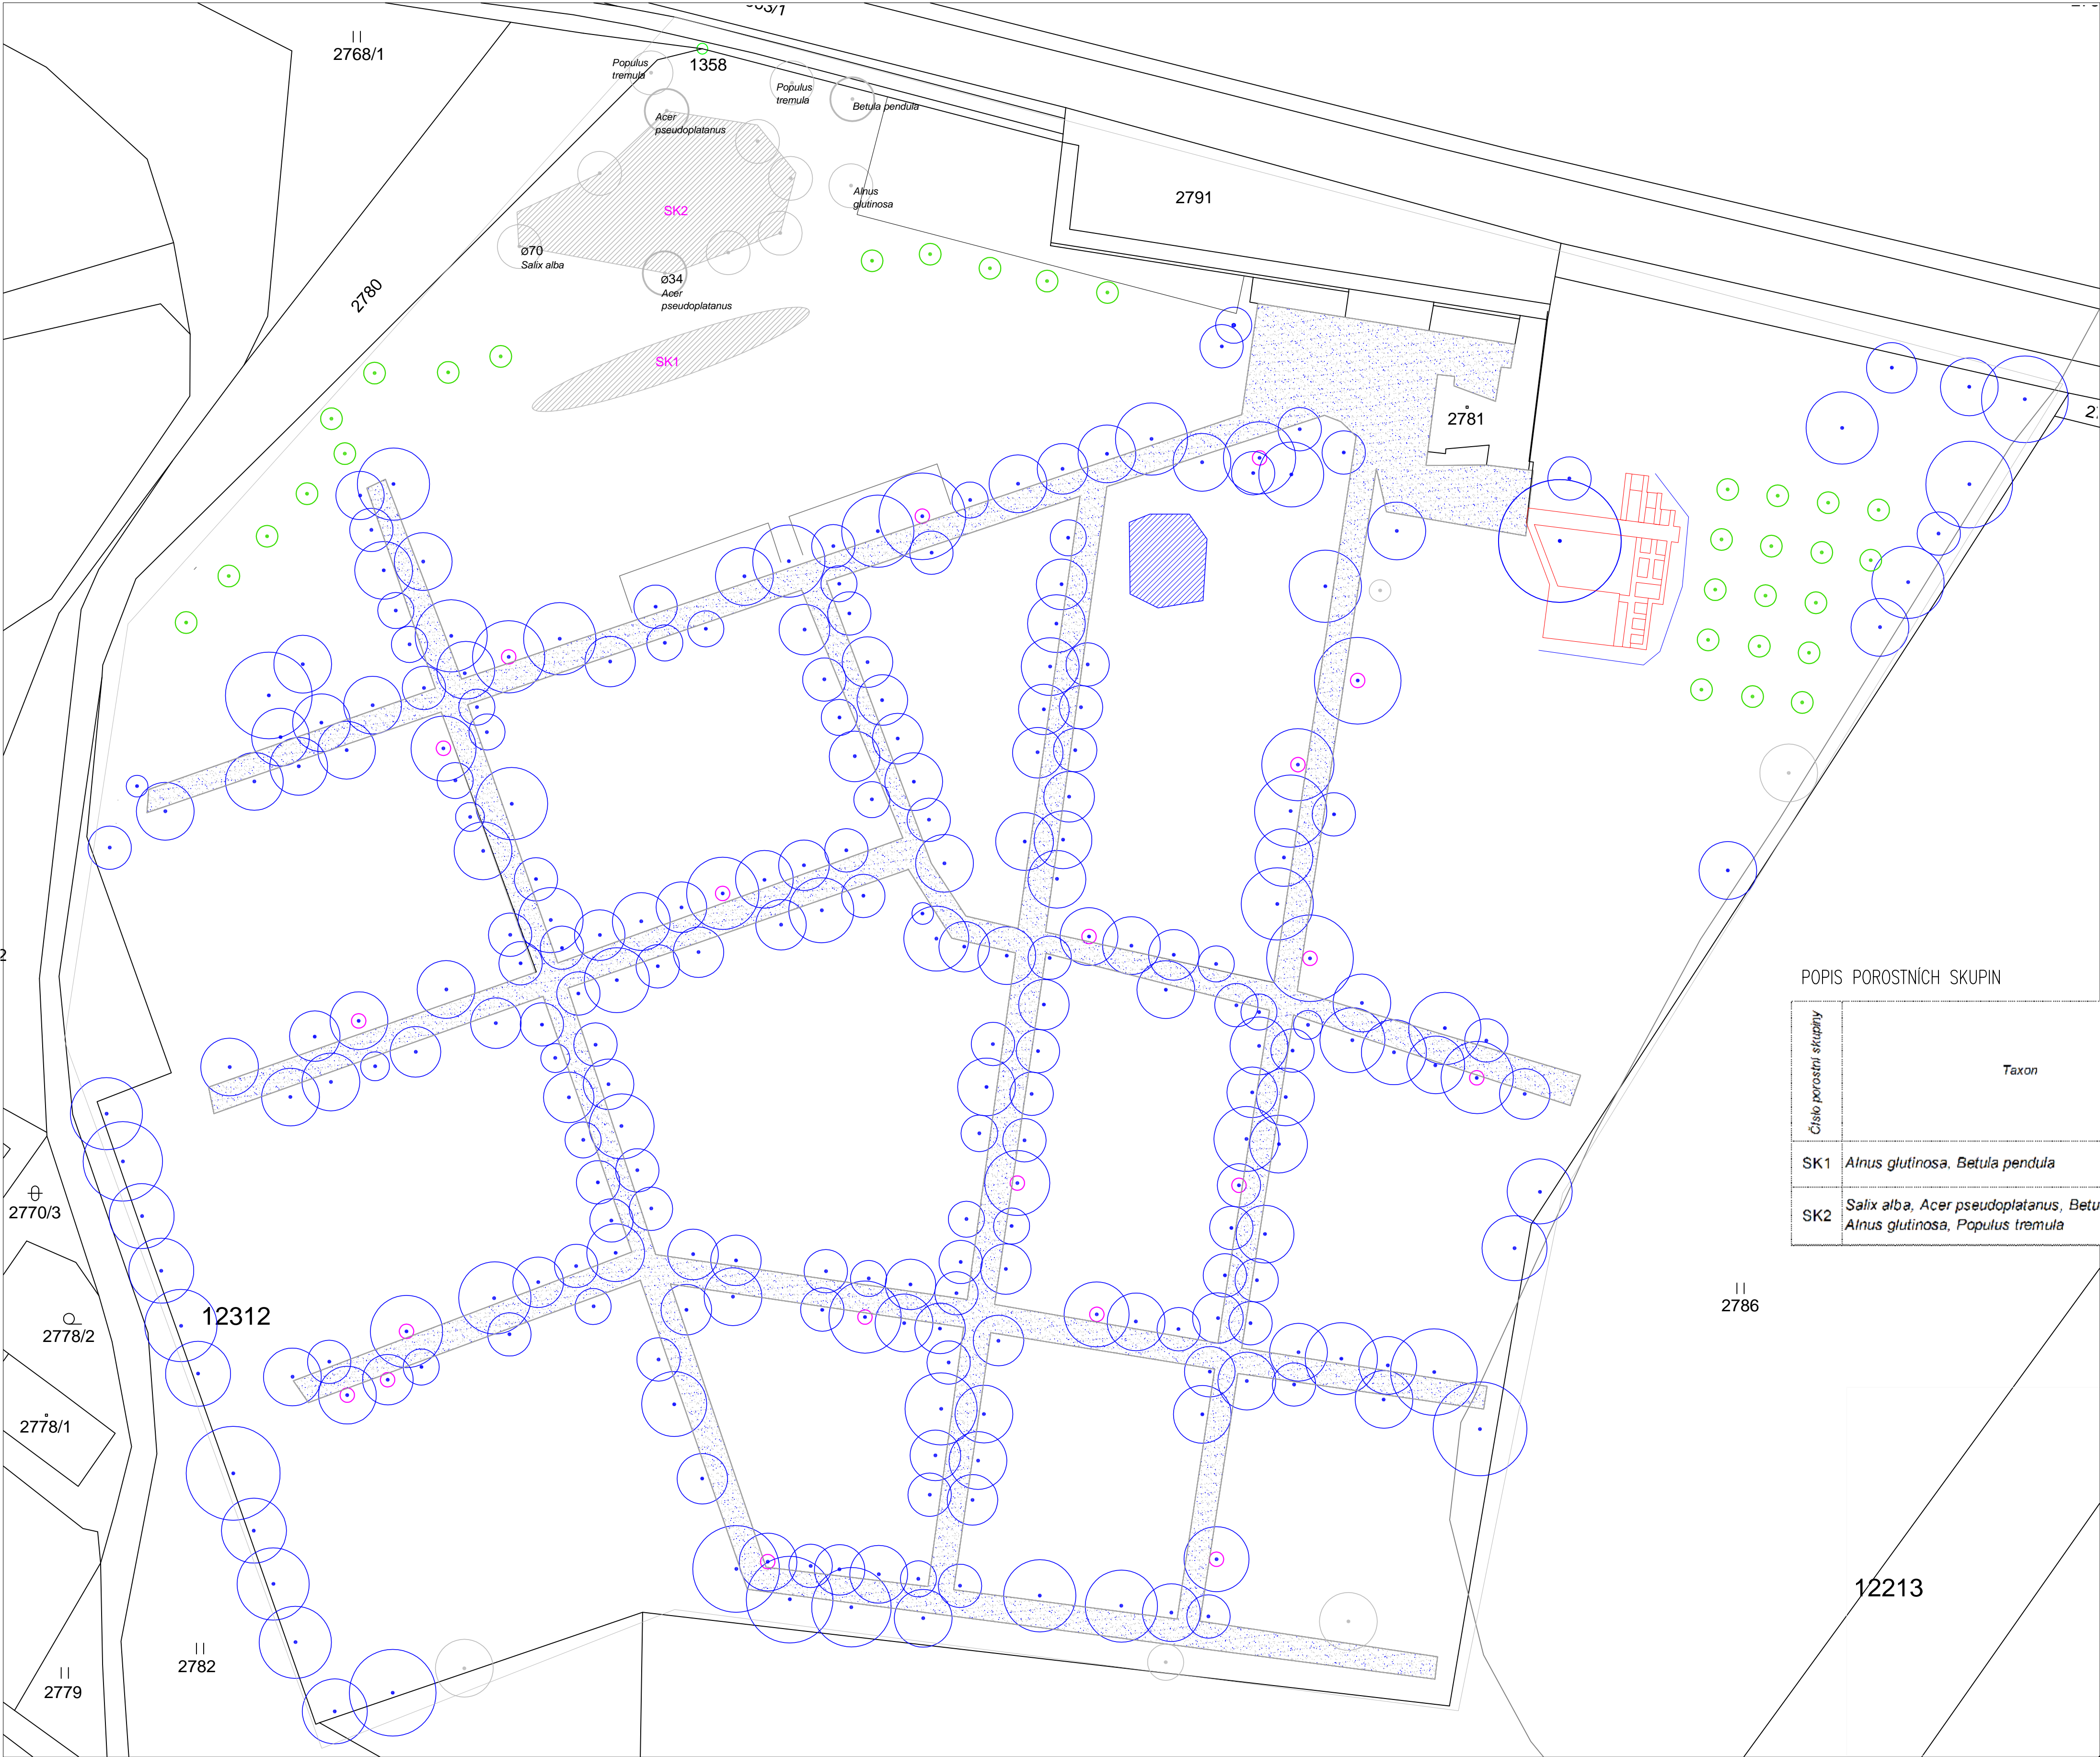 2768/1
Populus
tremula
1358
Populus
tremula
Betula pendula
Acer
pseudoplatanus
Alnus
glutinosa
2791
SK2
ø70
Salix alba
ø34
Acer
pseudoplatanus
2780
SK1
2781
POPIS POROSTNÍCH SKUPIN
Číslo porostní skupiny
Taxon
SK1 Alnus glutinosa, Betula pendula
SK2 Salix alba, Acer pseudoplatanus, Betu
Alnus glutinosa, Populus tremula
2770/3
2778/2
12312
2786
2778/1
12213
2782
2779